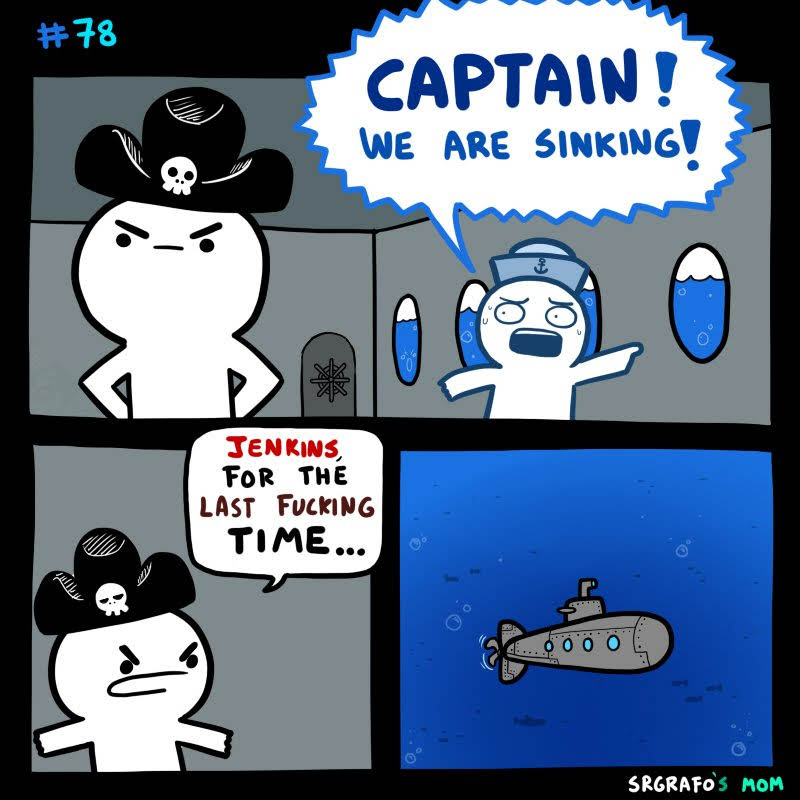 #78
CAPTAIN!
WE ARE SINKING!
JENKINS,
FOR THE
LAST FUCKING
TIME...
SRGRAFO'S MOM